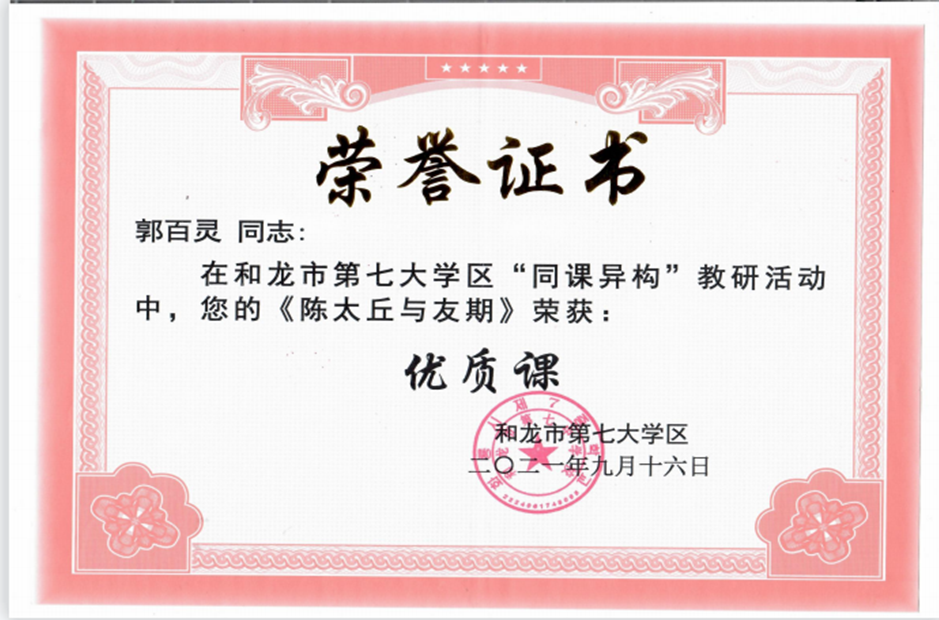 荣誉证书
郭百灵 同志：
在和龙市第七大学区“同课异构”教研活动
中，您的《陈太丘与友期》荣获：
优质课
和龙市第七大学区
二〇二一年九月十六日